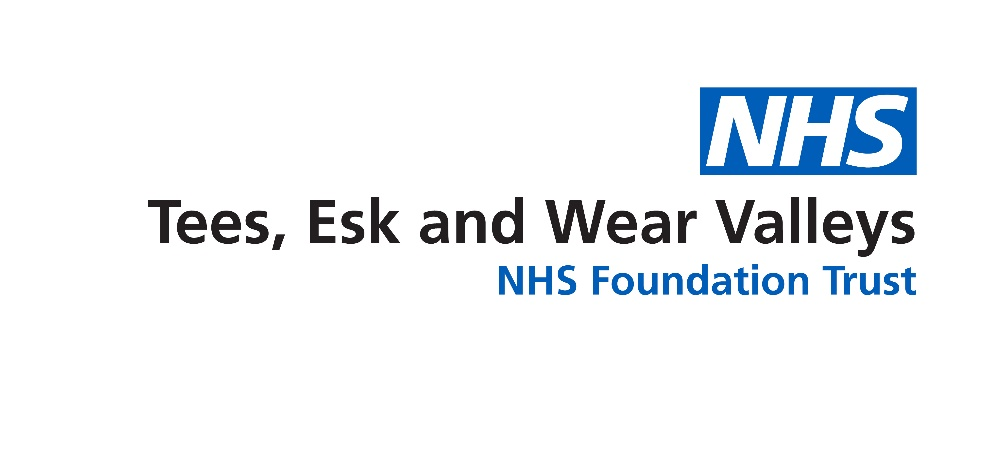 NHS
Tees, Esk and Wear Valleys
NHS Foundation Trust